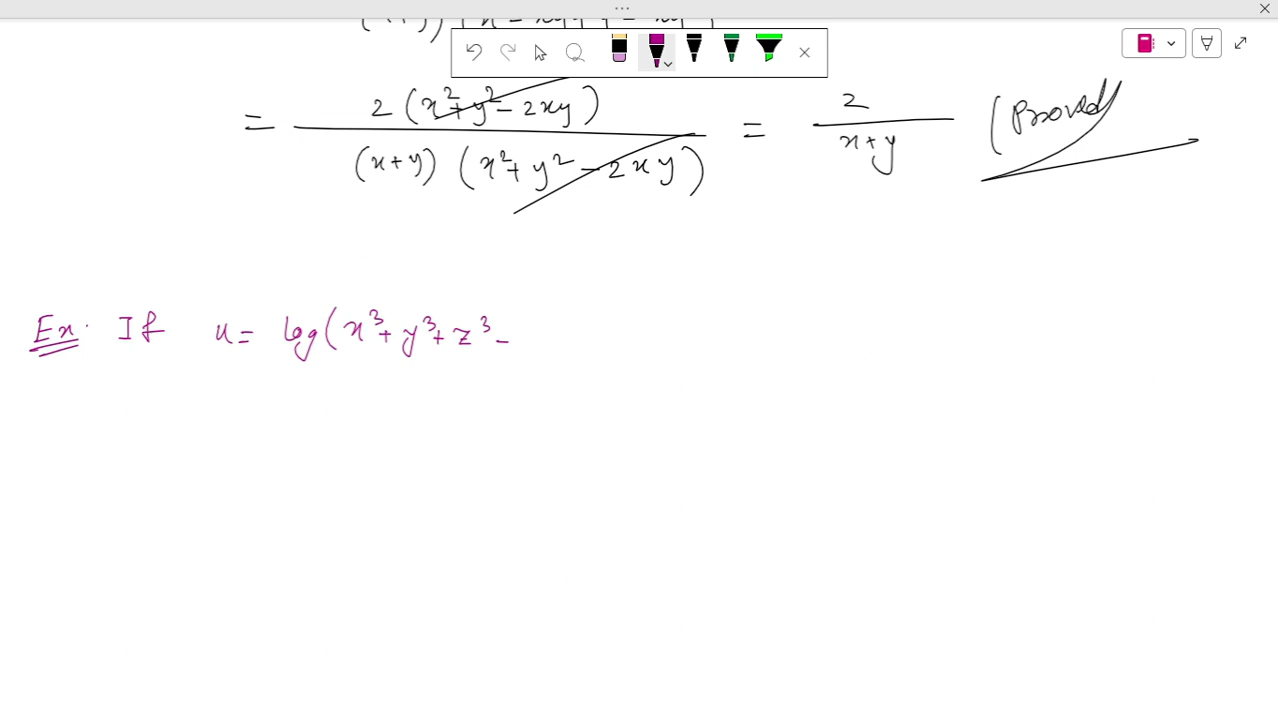 = 2 (x²+y²-2xy) / (x+y) (x²+y²-2xy) = 2 / x+y (Proved)
Ex. If u= log(x³+y³+z³-